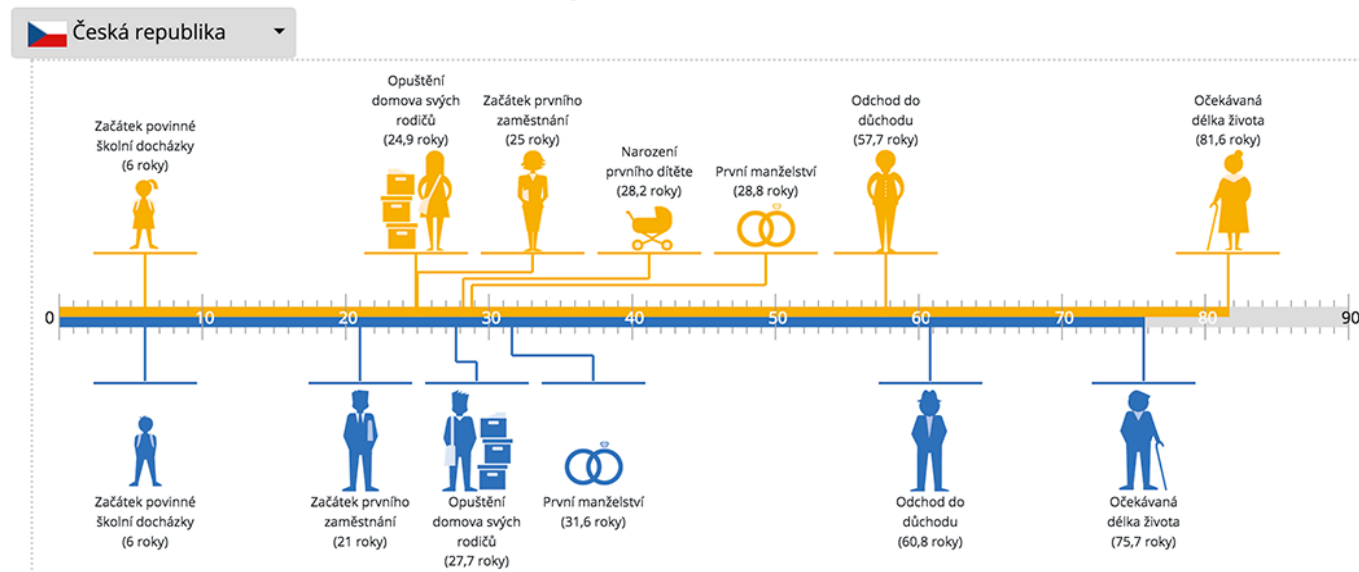 Česká republika
Začátek povinné
školní docházky
(6 roky)
Opuštění
domova svých
rodičů
(24,9 roky)
Začátek prvního
zaměstnání
(25 roky)
Narození
prvního dítěte
(28,2 roky)
První manželství
(28,8 roky)
Odchod do
důchodu
(57,7 roky)
Očekávaná
délka života
(81,6 roky)
0 10 20 30 40 50 60 70 80 90
Začátek povinné
školní docházky
(6 roky)
Začátek prvního
zaměstnání
(21 roky)
Opuštění
domova svých
rodičů
(27,7 roky)
První manželství
(31,6 roky)
Odchod do
důchodu
(60,8 roky)
Očekávaná
délka života
(75,7 roky)